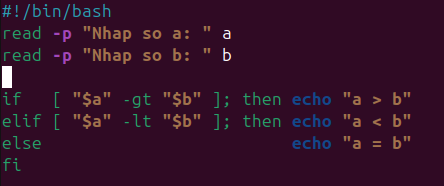 #!/bin/bash
read -p "Nhap so a: " a
read -p "Nhap so b: " b
if   [ "$a" -gt "$b" ]; then echo "a > b"
elif [ "$a" -lt "$b" ]; then echo "a < b"
else                         echo "a = b"
fi